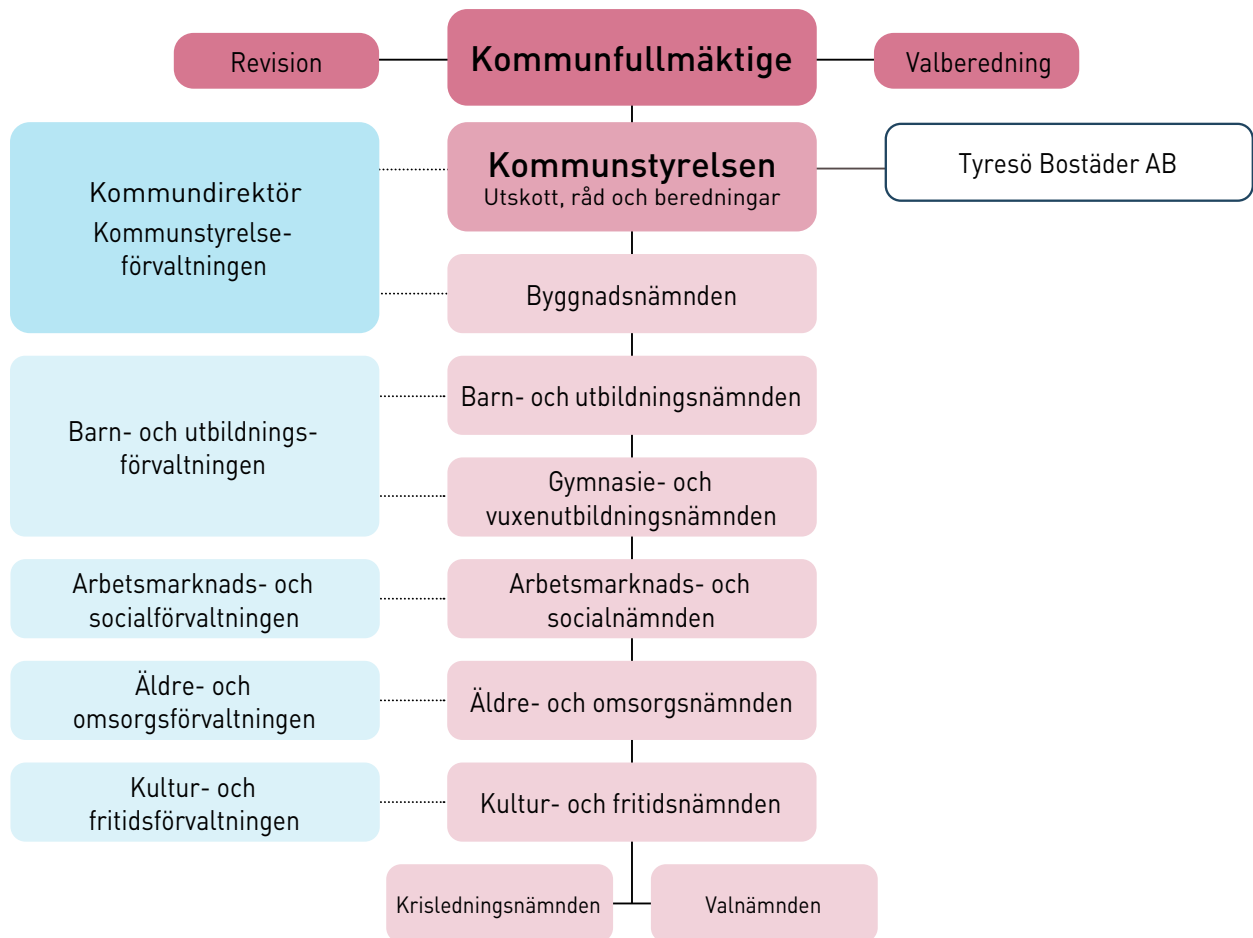 Revision
Kommunfullmäktige
Valberedning
Kommundirektör
Kommunstyrelse-
förvaltningen
Kommunstyrelsen
Utskott, råd och beredningar
Tyresö Bostäder AB
Byggnadsnämnden
Barn- och utbildnings-
förvaltningen
Barn- och utbildningsnämnden
Gymnasie- och
vuxenutbildningsnämnden
Arbetsmarknads- och
socialförvaltningen
Arbetsmarknads- och
socialnämnden
Äldre- och
omsorgsförvaltningen
Äldre- och omsorgsnämnden
Kultur- och
fritidsförvaltningen
Kultur- och fritidsnämnden
Krisledningsnämnden
Valnämnden